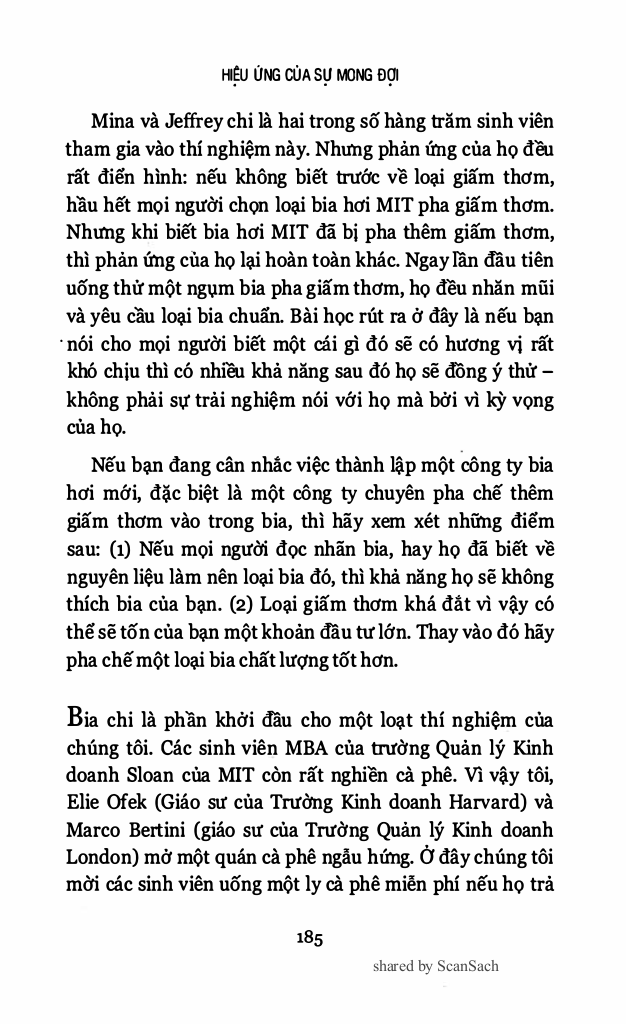 HIỆU ỨNG CỦA SỰ MONG ĐỢI
Mina và Jeffrey chỉ là hai trong số hàng trăm sinh viên
tham gia vào thí nghiệm này. Nhưng phản ứng của họ đều
rất điển hình: nếu không biết trước về loại giấm thơm,
hầu hết mọi người chọn loại bia hơi MIT pha giấm thơm.
Nhưng khi biết bia hơi MIT đã bị pha thêm giấm thơm,
thì phản ứng của họ lại hoàn toàn khác. Ngay lần đầu tiên
uống thử một ngụm bia pha giấm thơm, họ đều nhăn mũi
và yêu cầu loại bia chuẩn. Bài học rút ra ở đây là nếu bạn
nói cho mọi người biết một cái gì đó sẽ có hương vị rất
khó chịu thì có nhiều khả năng sau đó họ sẽ đồng ý thử –
không phải sự trải nghiệm nói với họ mà bởi vì kỳ vọng
của họ.
Nếu bạn đang cân nhắc việc thành lập một công ty bia
hơi mới, đặc biệt là một công ty chuyên pha chế thêm
giấm thơm vào trong bia, thì hãy xem xét những điểm
sau: (1) Nếu mọi người đọc nhãn bia, hay họ đã biết về
nguyên liệu làm nên loại bia đó, thì khả năng họ sẽ không
thích bia của bạn. (2) Loại giấm thơm khá đắt vì vậy có
thể sẽ tốn của bạn một khoản đầu tư lớn. Thay vào đó hãy
pha chế một loại bia chất lượng tốt hơn.
Bia chỉ là phần khởi đầu cho một loạt thí nghiệm của
chúng tôi. Các sinh viên MBA của trường Quản lý Kinh
doanh Sloan của MIT còn rất nghiền cà phê. Vì vậy tôi,
Elie Ofek (Giáo sư của Trường Kinh doanh Harvard) và
Marco Bertini (giáo sư của Trường Quản lý Kinh doanh
London) mở một quán cà phê ngẫu hứng. Ở đây chúng tôi
mời các sinh viên uống một ly cà phê miễn phí nếu họ trả
185
shared by ScanSach